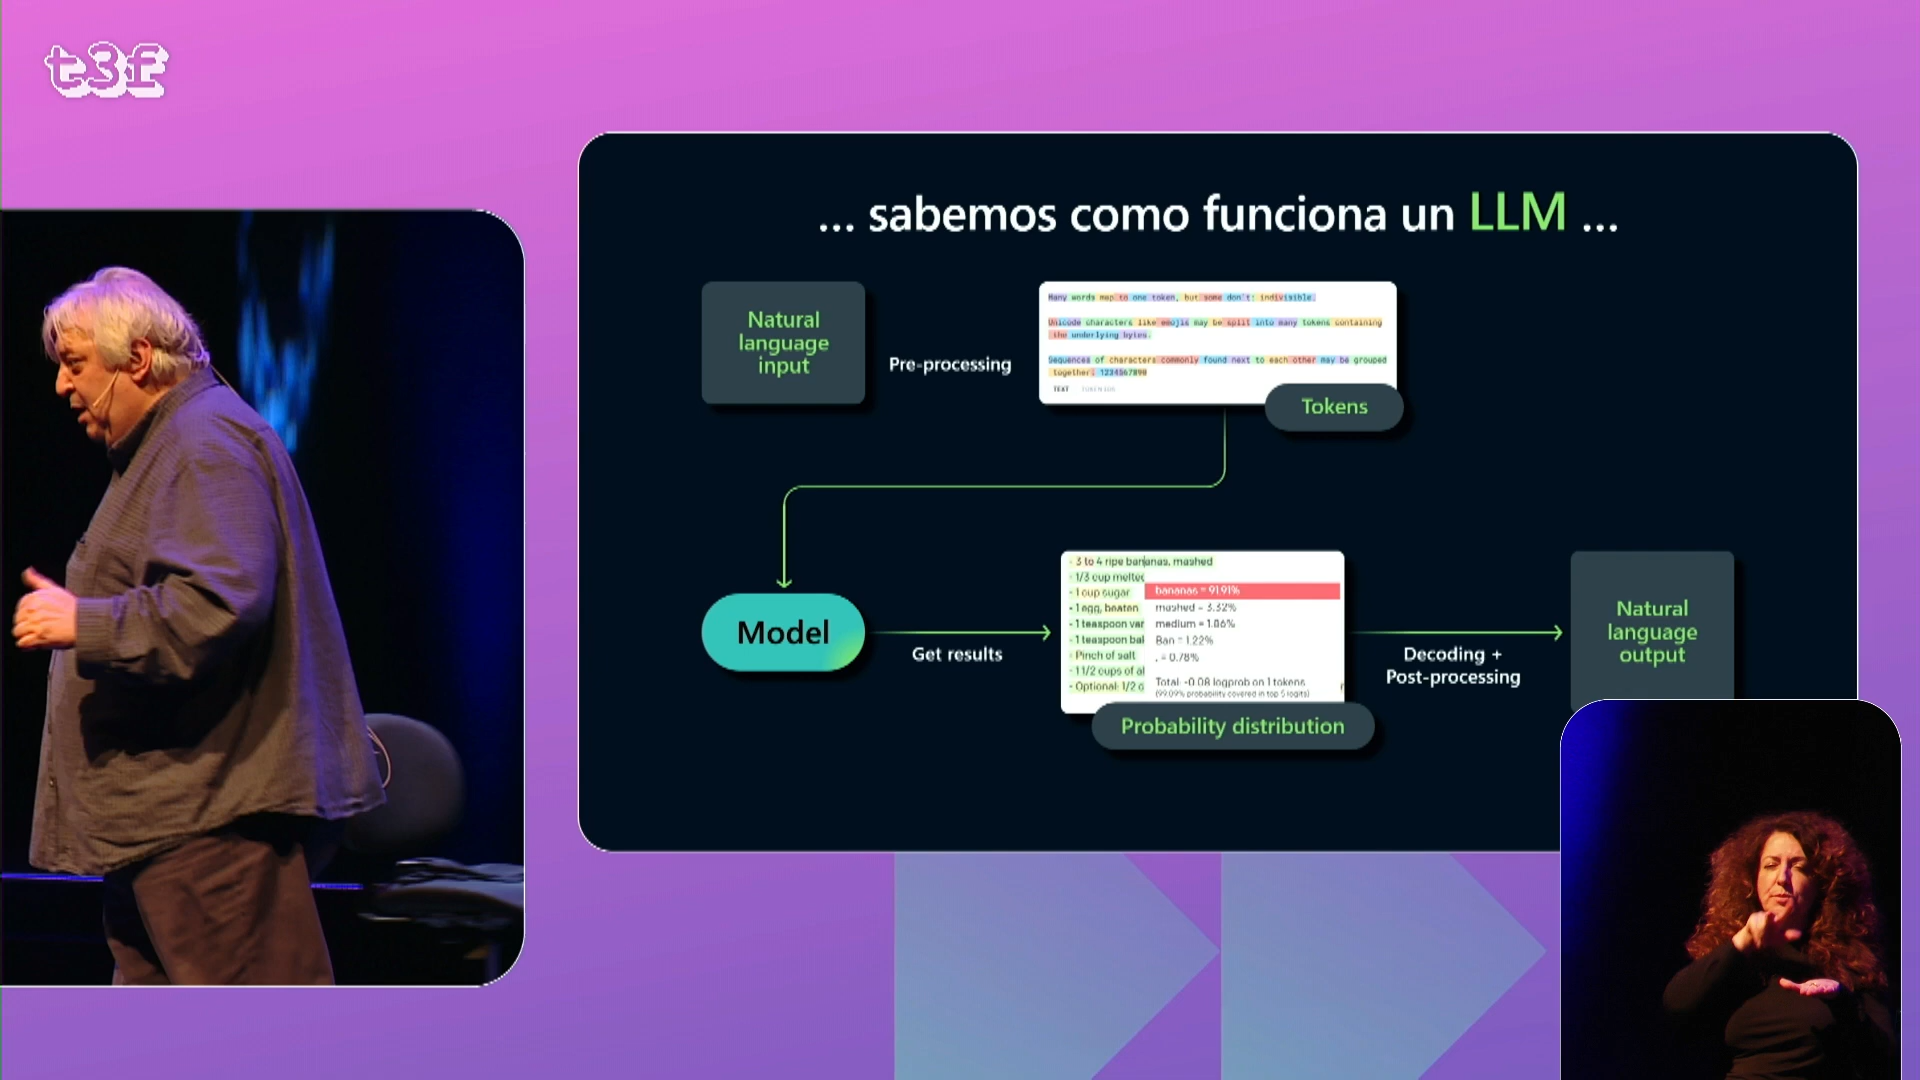 t3f
... sabemos como funciona un LLM ...
Natural
language
input
Pre-processing
Many words map to one token, but some don't: indivisible.
Unicode characters like emojis may be split into many tokens containing
the underlying bytes.
Sequences of characters commonly found next to each other may be grouped
together: 1234567890
TEXT
Tokens
Model
Get results
- 3 to 4 ripe bananas, mashed
- 1/3 cup melted
- 1 cup sugar
- 1 egg, beaten
- 1 teaspoon van
- 1 teaspoon bak
- Pinch of salt
- 1 1/2 cups of al
- Optional: 1/2 c
bananas = 91.91%
mashed = 3.32%
medium = 1.86%
Ban = 1.22%
, = 0.78%
Total: -0.08 logprob on 1 tokens
(99.09% probability covered in top 5 logits)
Probability distribution
Decoding +
Post-processing
Natural
language
output